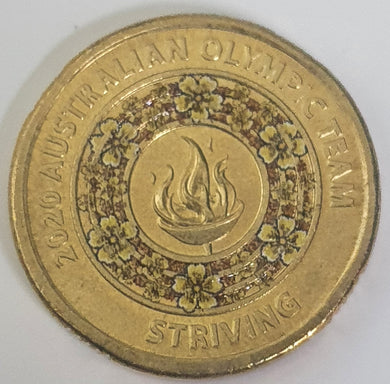 2020 AUSTRALIAN OLYMPIC TEAM
STRIVING